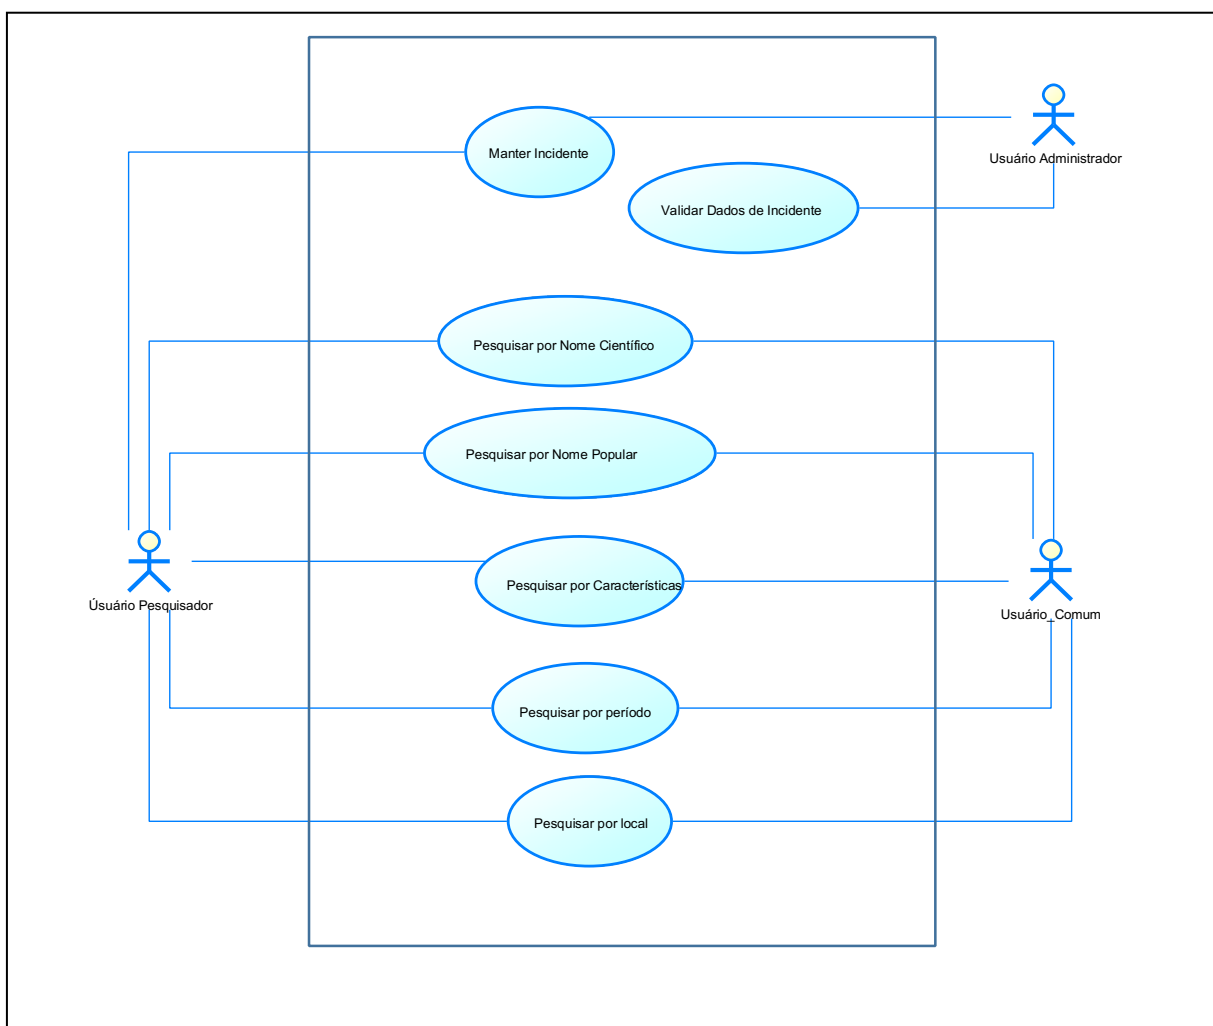 Manter Incidente
Usuário Administrador
Validar Dados de Incidente
Pesquisar por Nome Científico
Pesquisar por Nome Popular
Pesquisar por Características
Úsuário Pesquisador
Usuário_Comum
Pesquisar por período
Pesquisar por local